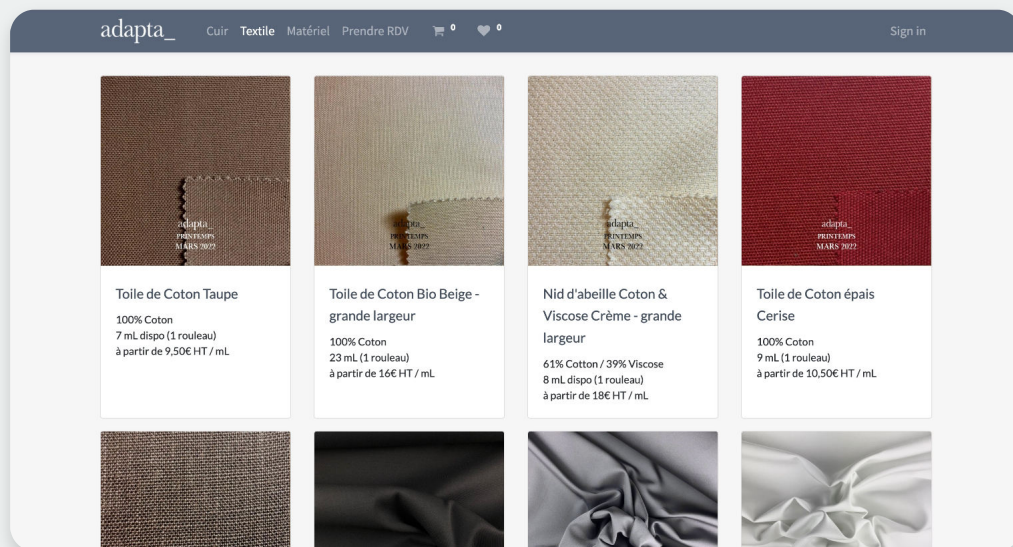 adapta_ Cuir Textile Matériel Prendre RDV 0 0 Sign in
adapta_
PRINTEMPS
MARS 2022
adapta_
PRINTEMPS
MARS 2022
adapta_
PRINTEMPS
MARS 2022
adapta_
PRINTEMPS
MARS 2022
Toile de Coton Taupe
100% Coton
7 mL dispo (1 rouleau)
à partir de 9,50€ HT / mL
Toile de Coton Bio Beige -
grande largeur
100% Coton
23 mL (1 rouleau)
à partir de 16€ HT / mL
Nid d'abeille Coton &
Viscose Crème - grande
largeur
61% Cotton / 39% Viscose
8 mL dispo (1 rouleau)
à partir de 18€ HT / mL
Toile de Coton épais
Cerise
100% Coton
9 mL (1 rouleau)
à partir de 10,50€ HT / mL